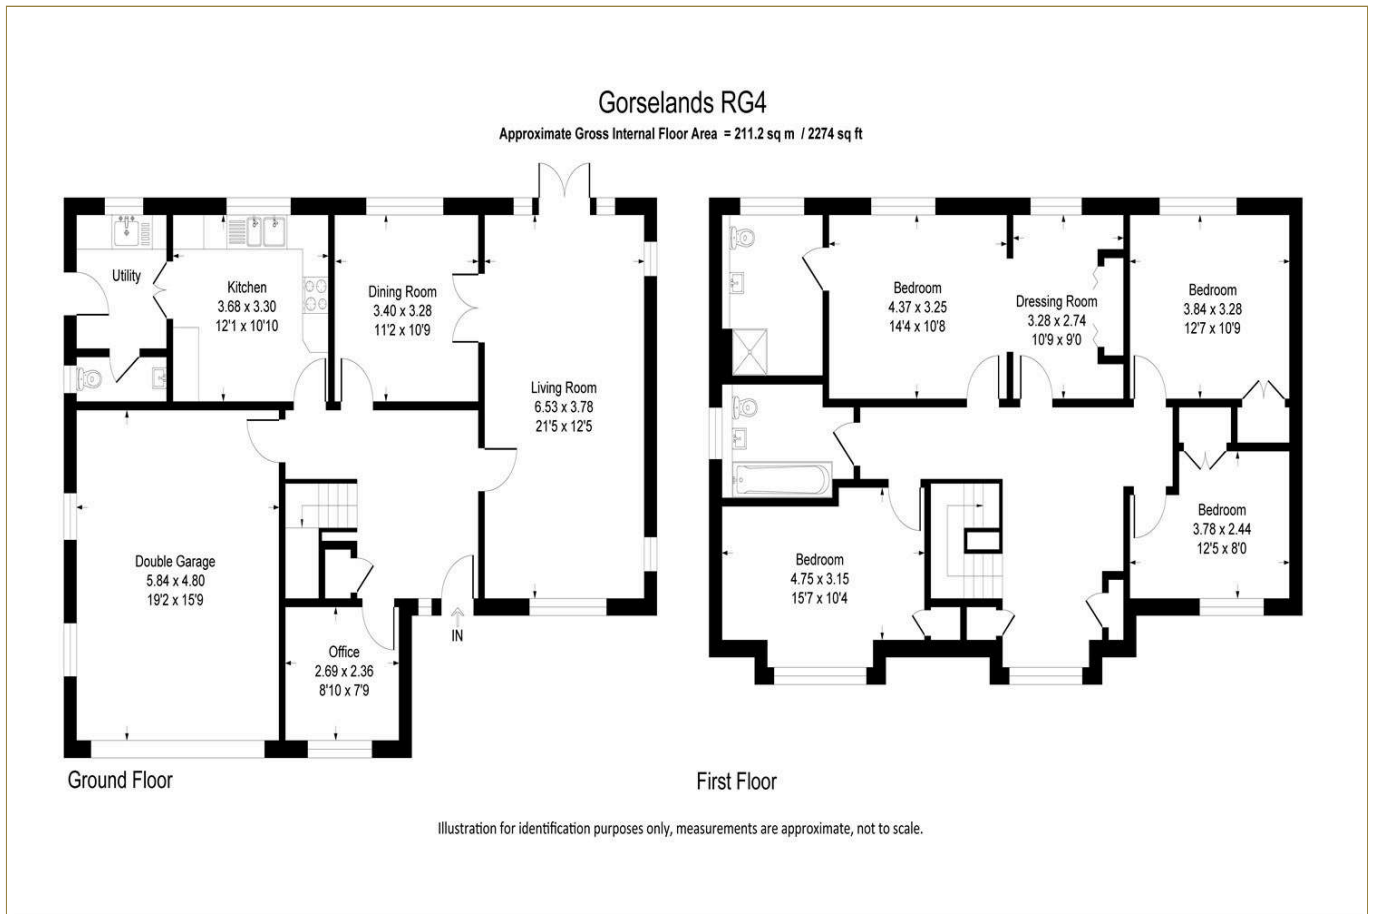 Gorselands RG4
Approximate Gross Internal Floor Area = 211.2 sq m / 2274 sq ft
Utility
Kitchen
3.68 x 3.30
12'1 x 10'10
Dining Room
3.40 x 3.28
11'2 x 10'9
Living Room
6.53 x 3.78
21'5 x 12'5
Double Garage
5.84 x 4.80
19'2 x 15'9
Office
2.69 x 2.36
8'10 x 7'9
IN
Ground Floor
Bedroom
4.37 x 3.25
14'4 x 10'8
Dressing Room
3.28 x 2.74
10'9 x 9'0
Bedroom
3.84 x 3.28
12'7 x 10'9
Bedroom
4.75 x 3.15
15'7 x 10'4
Bedroom
3.78 x 2.44
12'5 x 8'0
First Floor
Illustration for identification purposes only, measurements are approximate, not to scale.